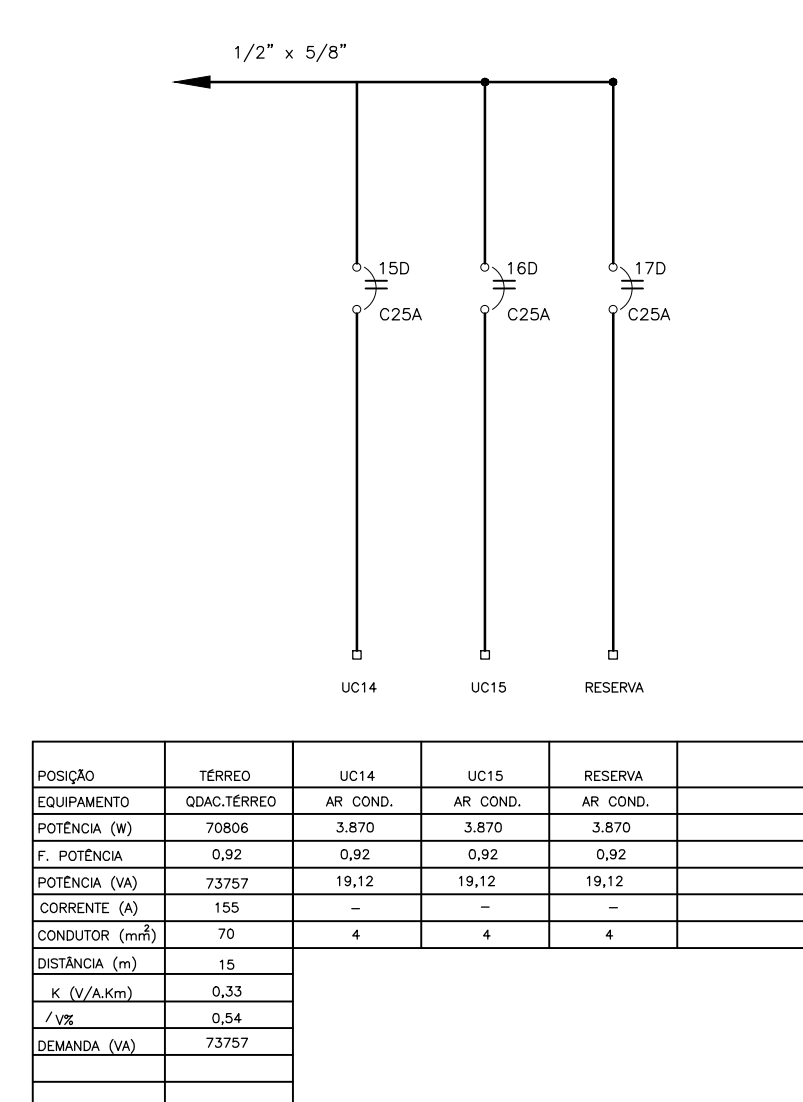 1/2" x 5/8"
15D 16D 17D
C25A C25A C25A
UC14 UC15 RESERVA
POSIÇÃO TÉRREO UC14 UC15 RESERVA
EQUIPAMENTO QDAC.TÉRREO AR COND. AR COND. AR COND.
POTÊNCIA (W) 70806 3.870 3.870 3.870
F. POTÊNCIA 0,92 0,92 0,92 0,92
POTÊNCIA (VA) 73757 19,12 19,12 19,12
CORRENTE (A) 155 – – –
CONDUTOR (mm²) 70 4 4 4
DISTÂNCIA (m) 15
K (V/A.Km) 0,33
/ V% 0,54
DEMANDA (VA) 73757